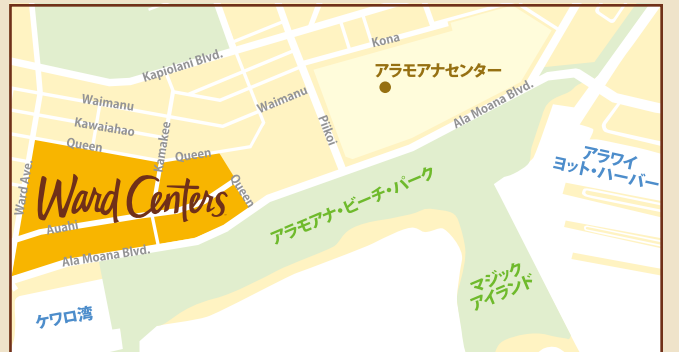 Kona
Kapiolani Blvd.
アラモアナセンター
Waimanu
Waimanu
Ala Moana Blvd.
Kawaiahao
Piikoi
Kamakee
Queen
Queen
アラワイ
ヨット・ハーバー
Ward Ave.
Ward Centers
Queen
アラモアナ・ビーチ・パーク
Auahi
Ala Moana Blvd.
マジック
アイランド
ケワロ湾